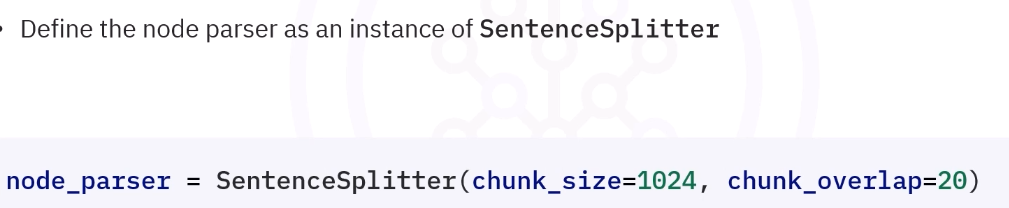 • Define the node parser as an instance of SentenceSplitter
node_parser = SentenceSplitter(chunk_size=1024, chunk_overlap=20)